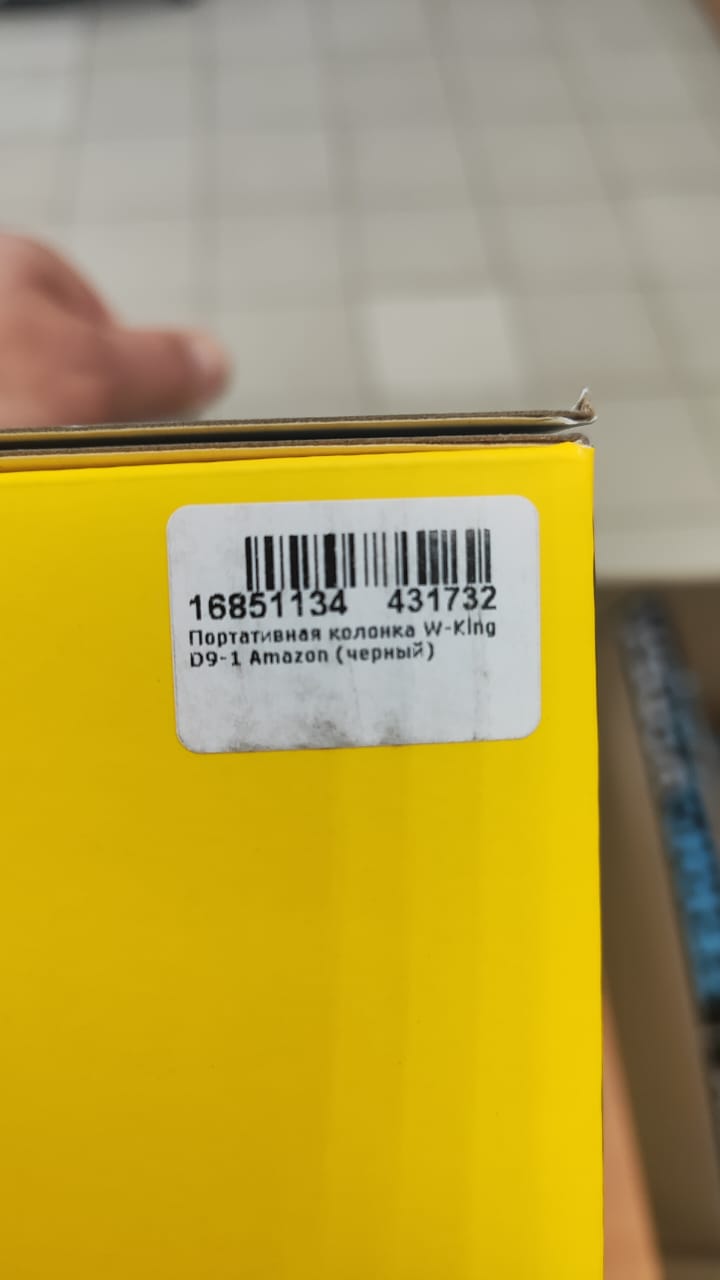 16851134 431732
Портативная колонка W-King
D9-1 Amazon (черный)